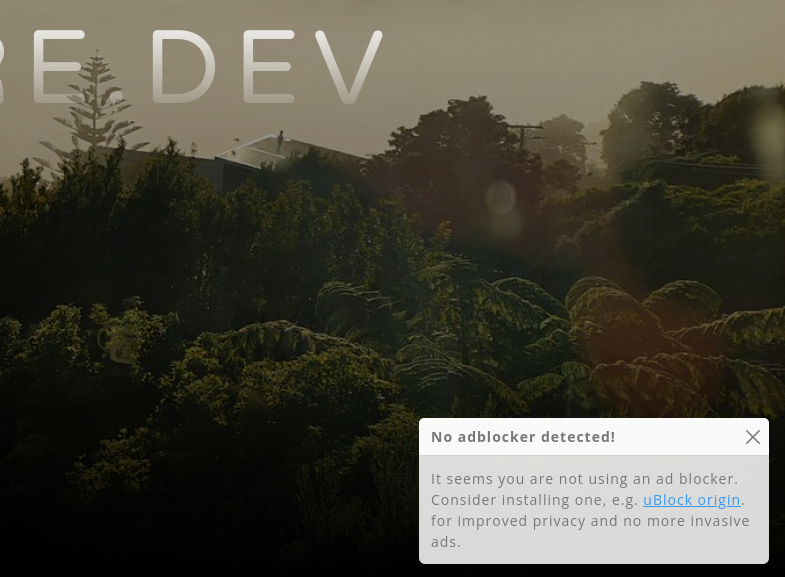 RE.DEV
No adblocker detected!
It seems you are not using an ad blocker.
Consider installing one, e.g. uBlock origin.
for improved privacy and no more invasive
ads.